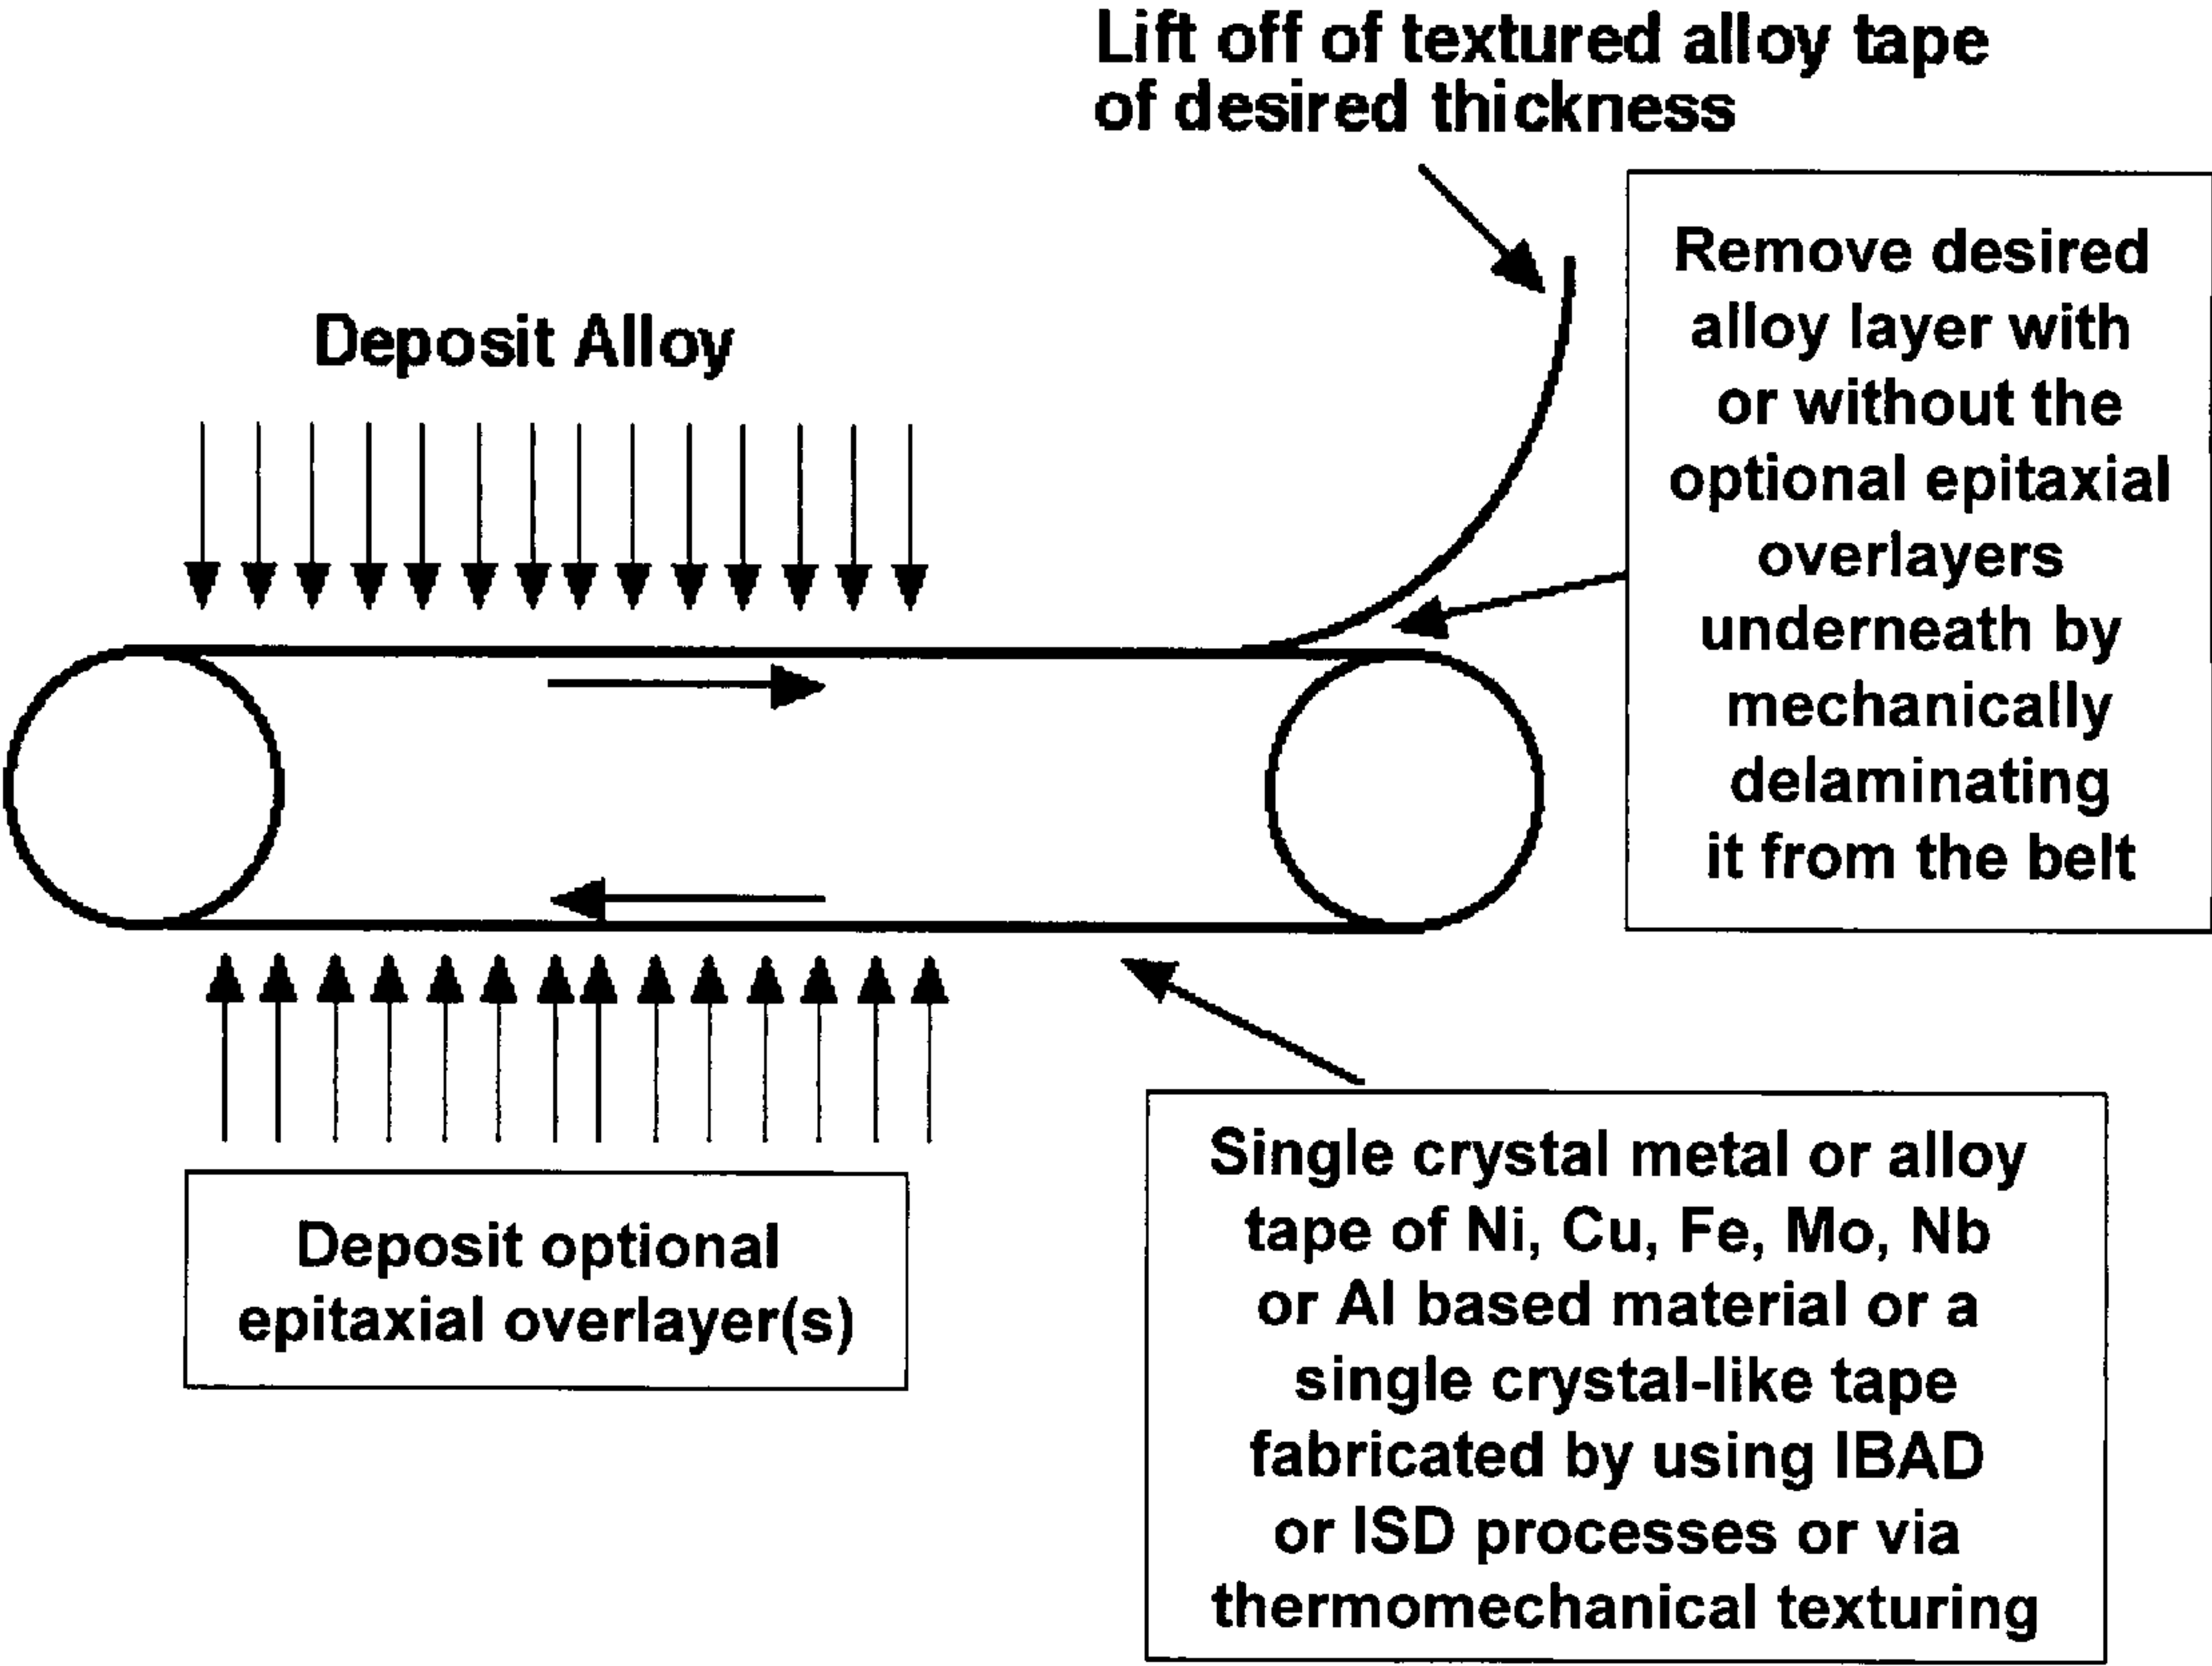 Lift off of textured alloy tape
of desired thickness
Deposit Alloy
Remove desired
alloy layer with
or without the
optional epitaxial
overlayers
underneath by
mechanically
delaminating
it from the belt
Deposit optional
epitaxial overlayer(s)
Single crystal metal or alloy
tape of Ni, Cu, Fe, Mo, Nb
or Al based material or a
single crystal-like tape
fabricated by using IBAD
or ISD processes or via
thermomechanical texturing